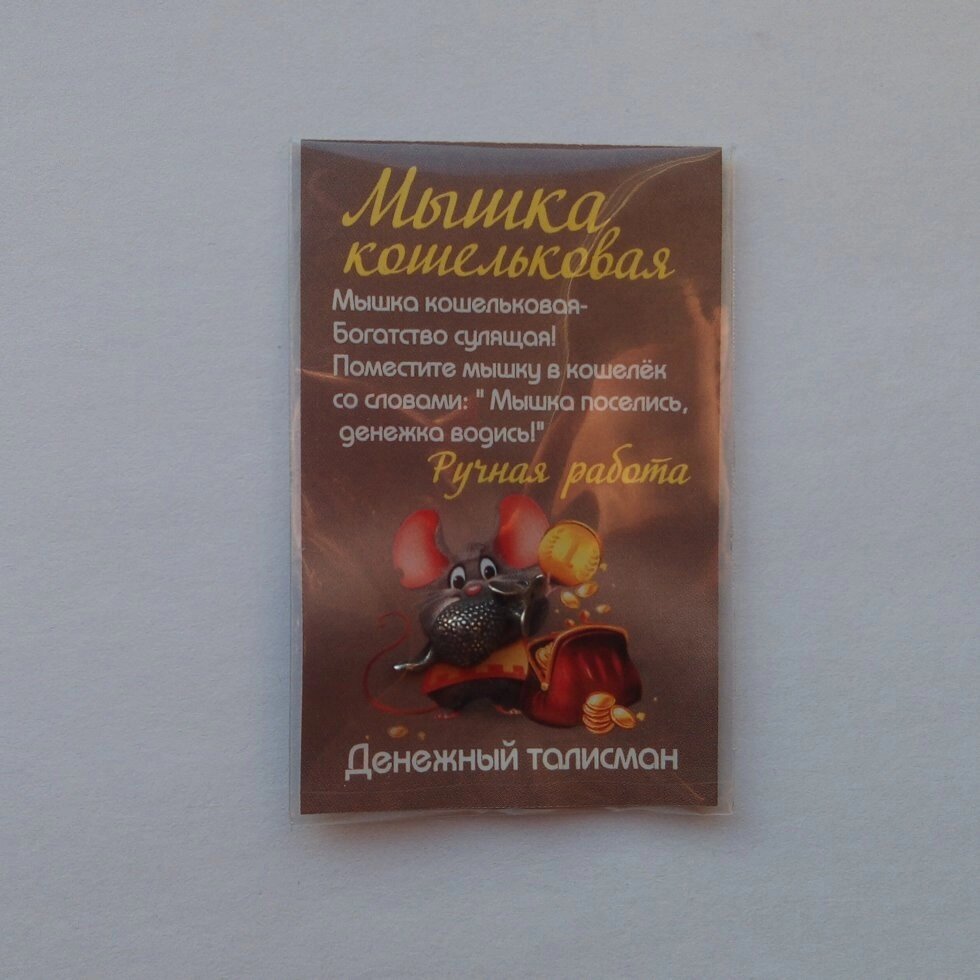 Мышка
кошельковая
Мышка кошельковая-
Богатство сулящая!
Поместите мышку в кошелёк
со словами: " Мышка поселись,
денежка водись!"
Ручная работа
Денежный талисман